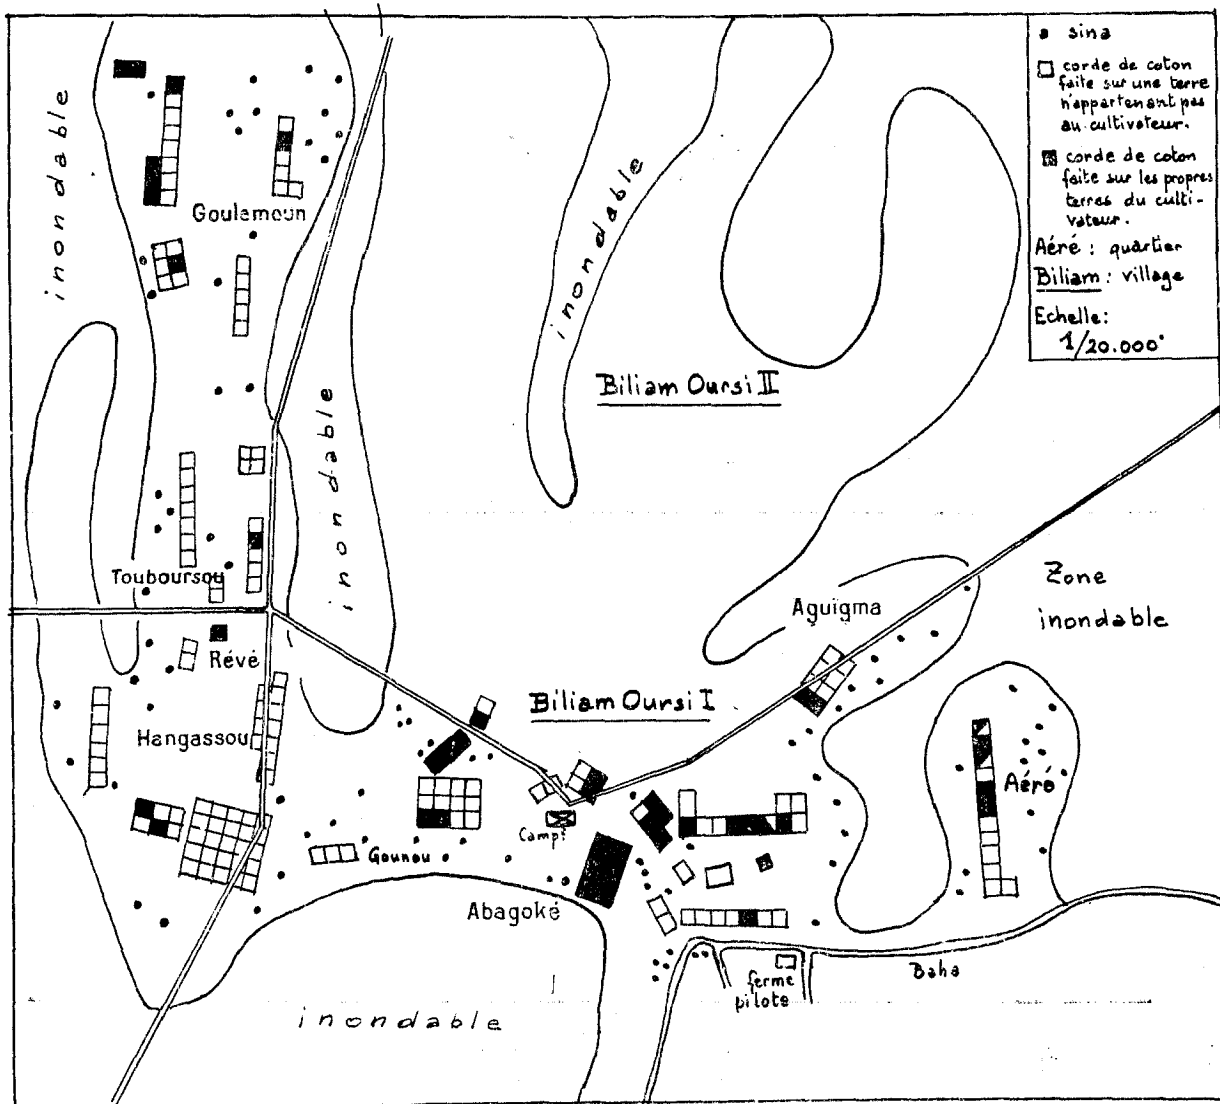 sina
corde de coton
faite sur une terre
n'appartenant pas
au cultivateur.
corde de coton
faite sur les propres
terres du culti-
vateur.
Aéré : quartier
Biliam : village
Echelle:
1/20.000°
inondable
Goulemoun
inondable
inondable
Biliam Oursi II
Touboursou
Aguigma
Zone
inondable
Révé
Biliam Oursi I
Hangassou
Aéré
Campt
Gounou
Abagoké
Baha
ferme
pilote
inondable